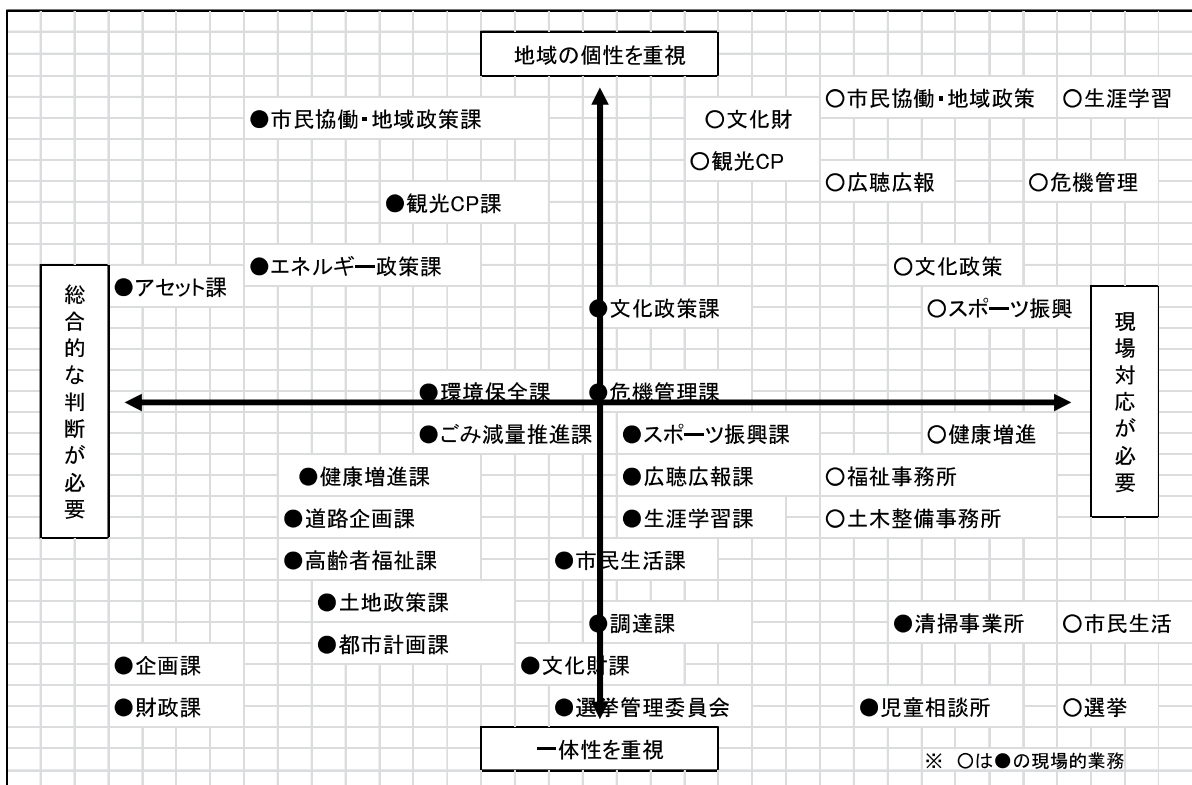 地域の個性を重視
○市民協働・地域政策
○生涯学習
●市民協働・地域政策課
○文化財
○観光CP
○広聴広報
○危機管理
●観光CP課
●エネルギー政策課
○文化政策
●アセット課
総合的な判断が必要
●文化政策課
○スポーツ振興
現場対応が必要
●環境保全課
●危機管理課
●ごみ減量推進課
●スポーツ振興課
○健康増進
●健康増進課
●広聴広報課
○福祉事務所
●道路企画課
●生涯学習課
○土木整備事務所
●高齢者福祉課
●市民生活課
●土地政策課
●調達課
●清掃事業所
○市民生活
●都市計画課
●企画課
●文化財課
●財政課
●選挙管理委員会
●児童相談所
○選挙
一体性を重視
※ ○は●の現場的業務